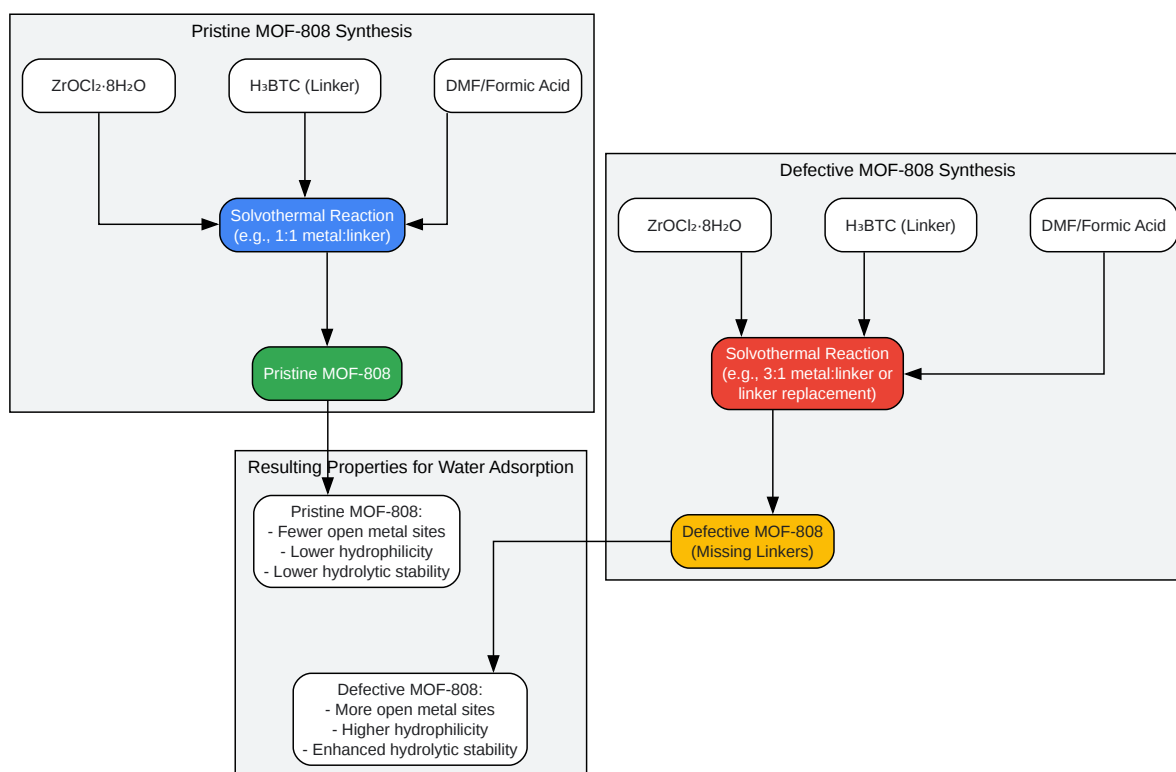 Pristine MOF-808 Synthesis
ZrOCl₂·8H₂O
H₃BTC (Linker)
DMF/Formic Acid
Solvothermal Reaction
(e.g., 1:1 metal:linker)
Pristine MOF-808
Defective MOF-808 Synthesis
ZrOCl₂·8H₂O
H₃BTC (Linker)
DMF/Formic Acid
Solvothermal Reaction
(e.g., 3:1 metal:linker or
linker replacement)
Defective MOF-808
(Missing Linkers)
Resulting Properties for Water Adsorption
Pristine MOF-808:
- Fewer open metal sites
- Lower hydrophilicity
- Lower hydrolytic stability
Defective MOF-808:
- More open metal sites
- Higher hydrophilicity
- Enhanced hydrolytic stability